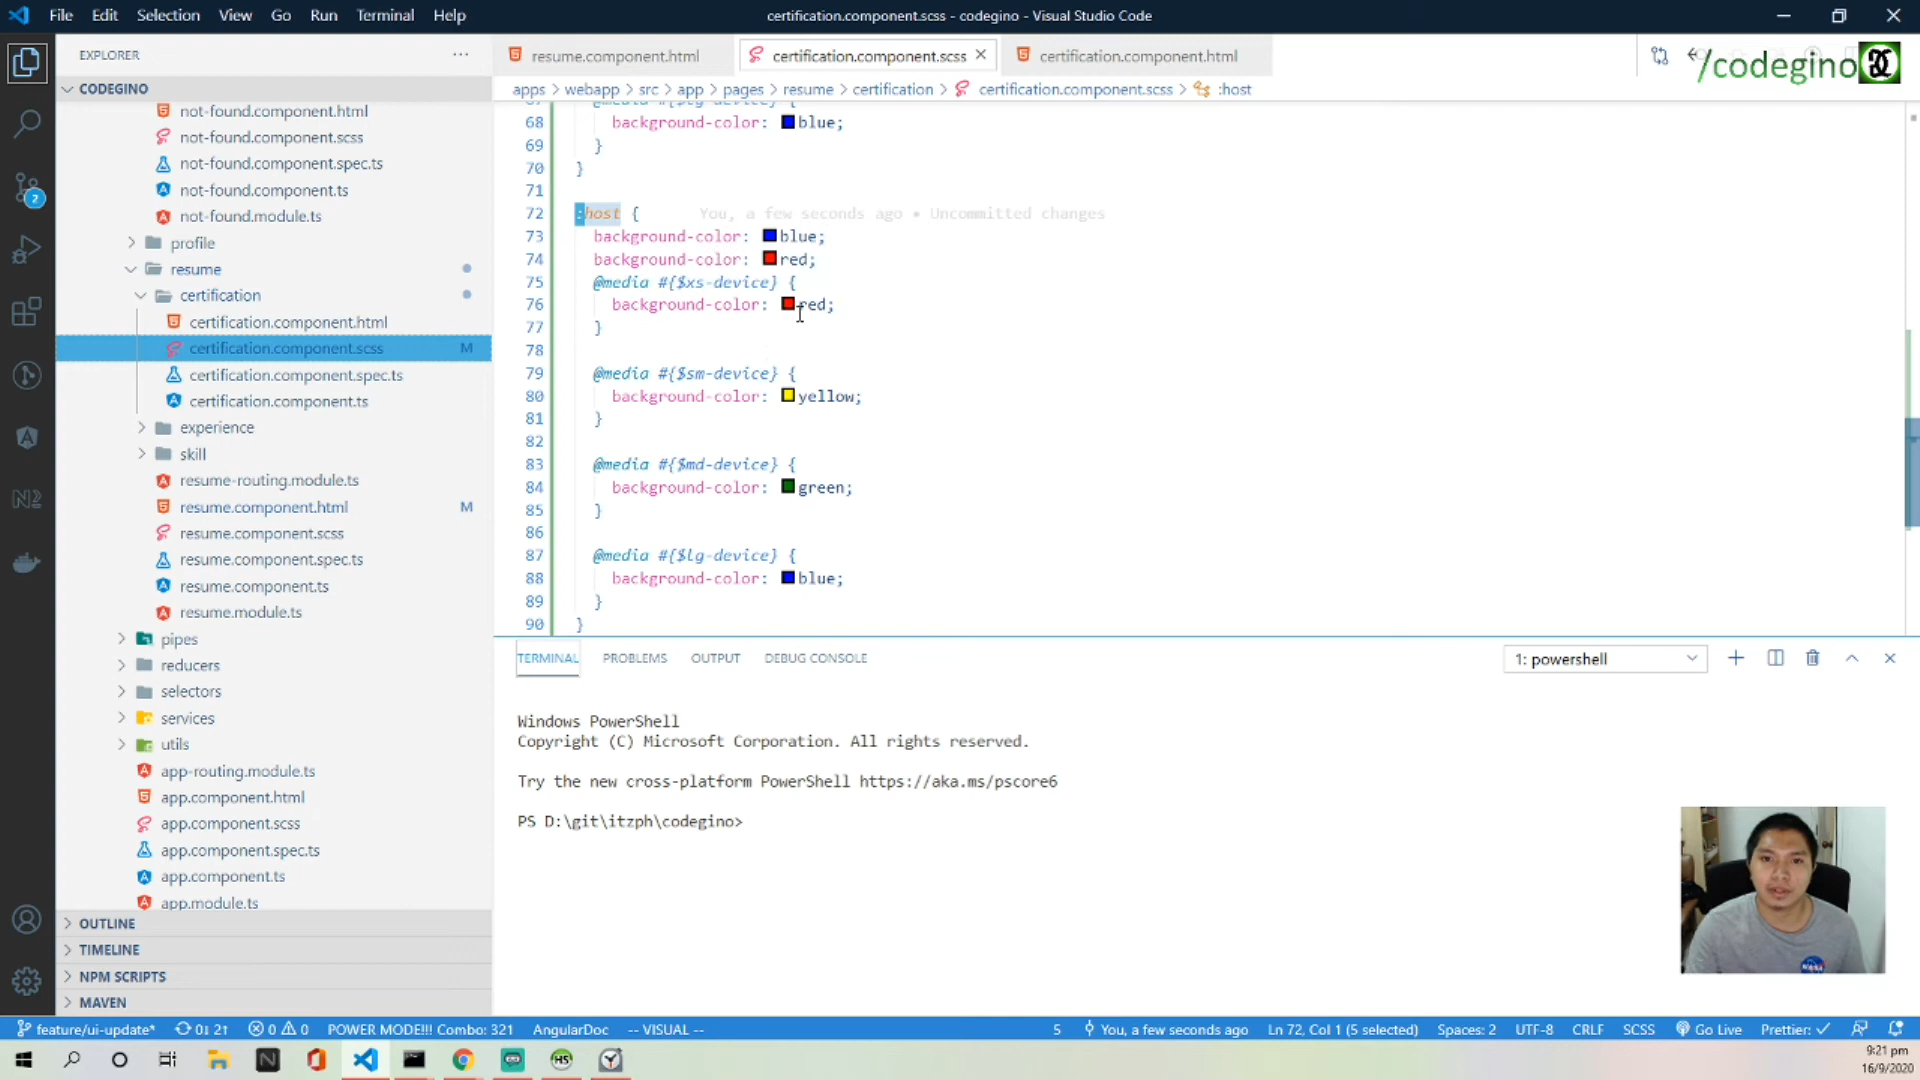 File Edit Selection View Go Run Terminal Help
certification.component.scss - codegino - Visual Studio Code
EXPLORER
CODEGINO
not-found.component.html
not-found.component.scss
not-found.component.spec.ts
not-found.component.ts
not-found.module.ts
profile
resume
certification
certification.component.html
certification.component.scss M
certification.component.spec.ts
certification.component.ts
experience
skill
resume-routing.module.ts
resume.component.html M
resume.component.scss
resume.component.spec.ts
resume.component.ts
resume.module.ts
pipes
reducers
selectors
services
utils
app-routing.module.ts
app.component.html
app.component.scss
app.component.spec.ts
app.component.ts
app.module.ts
OUTLINE
TIMELINE
NPM SCRIPTS
MAVEN
2
resume.component.html certification.component.scss certification.component.html
/codegino
apps > webapp > src > app > pages > resume > certification > certification.component.scss > :host
67 @media #{$lg-device} {
68 background-color: blue;
69 }
70 }
71
72 :host { You, a few seconds ago • Uncommitted changes
73 background-color: blue;
74 background-color: red;
75 @media #{$xs-device} {
76 background-color: red;
77 }
78
79 @media #{$sm-device} {
80 background-color: yellow;
81 }
82
83 @media #{$md-device} {
84 background-color: green;
85 }
86
87 @media #{$lg-device} {
88 background-color: blue;
89 }
90 }
TERMINAL PROBLEMS OUTPUT DEBUG CONSOLE
1: powershell
Windows PowerShell
Copyright (C) Microsoft Corporation. All rights reserved.
Try the new cross-platform PowerShell https://aka.ms/pscore6
PS D:\git\itzph\codegino>
feature/ui-update* 0↓ 2↑ 0 0 POWER MODE!!! Combo: 321 AngularDoc -- VISUAL -- 5 You, a few seconds ago Ln 72, Col 1 (5 selected) Spaces: 2 UTF-8 CRLF SCSS Go Live Prettier: ✓
9:21 pm
16/9/2020